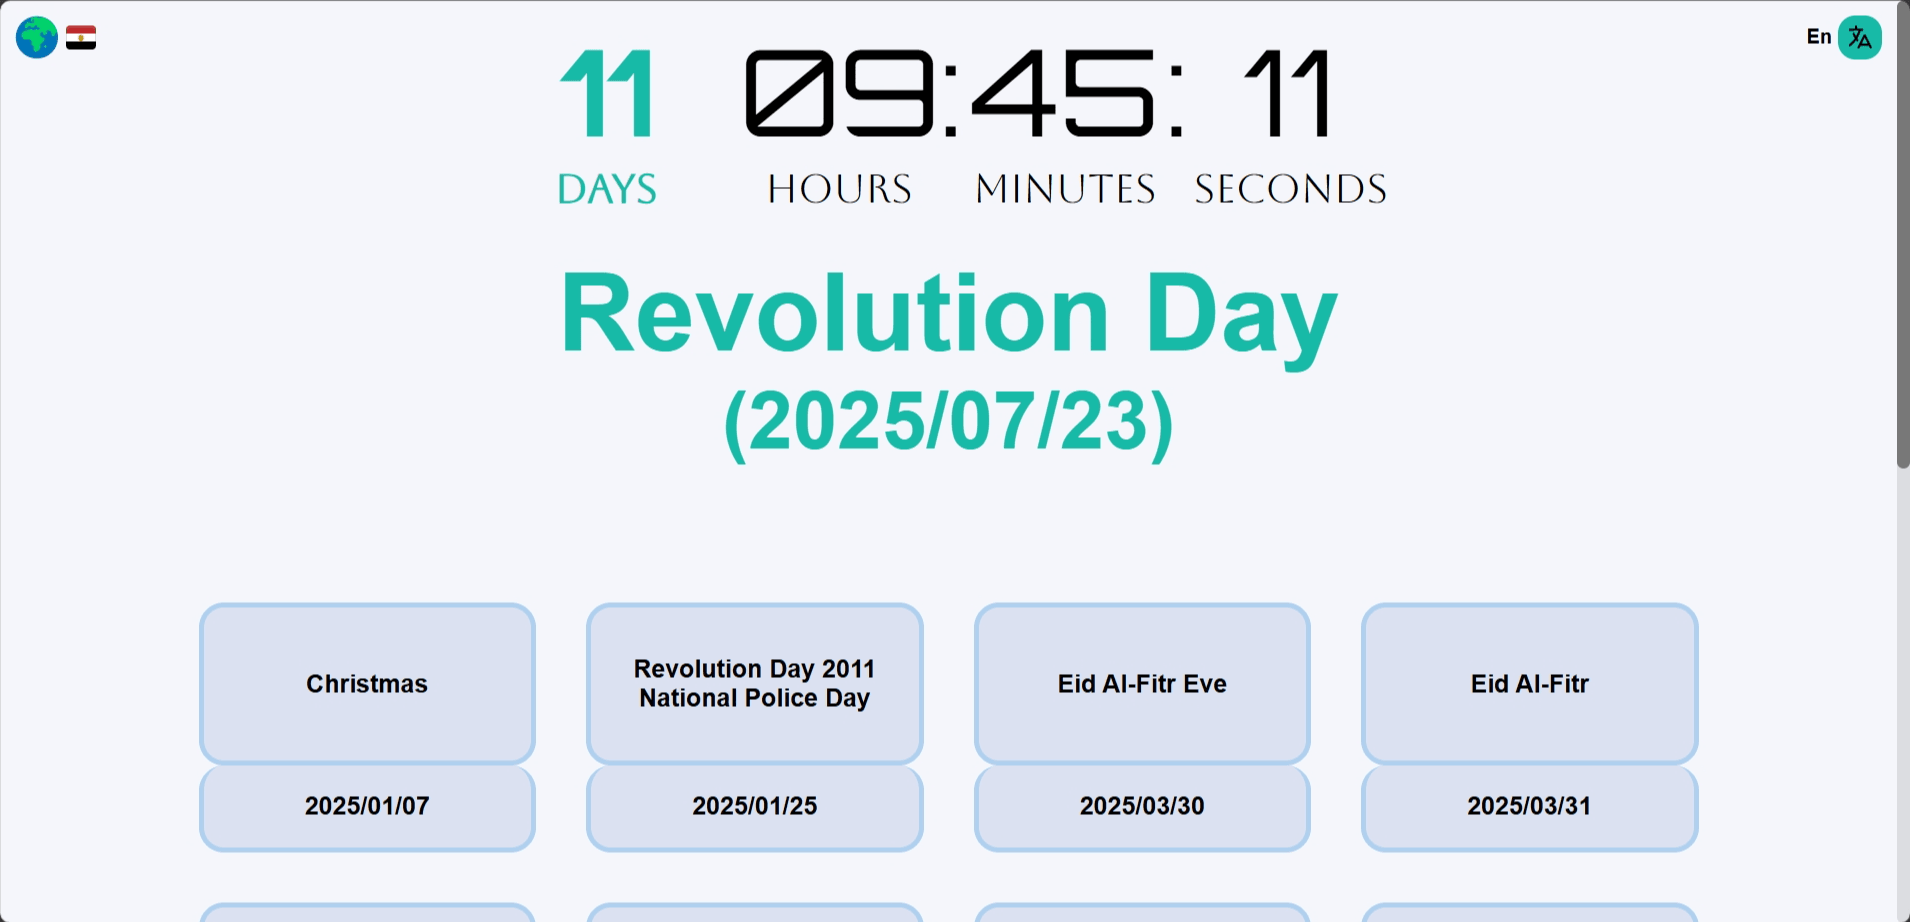 En
11 09:45: 11
DAYS HOURS MINUTES SECONDS
Revolution Day
(2025/07/23)
Christmas
2025/01/07
Revolution Day 2011
National Police Day
2025/01/25
Eid Al-Fitr Eve
2025/03/30
Eid Al-Fitr
2025/03/31